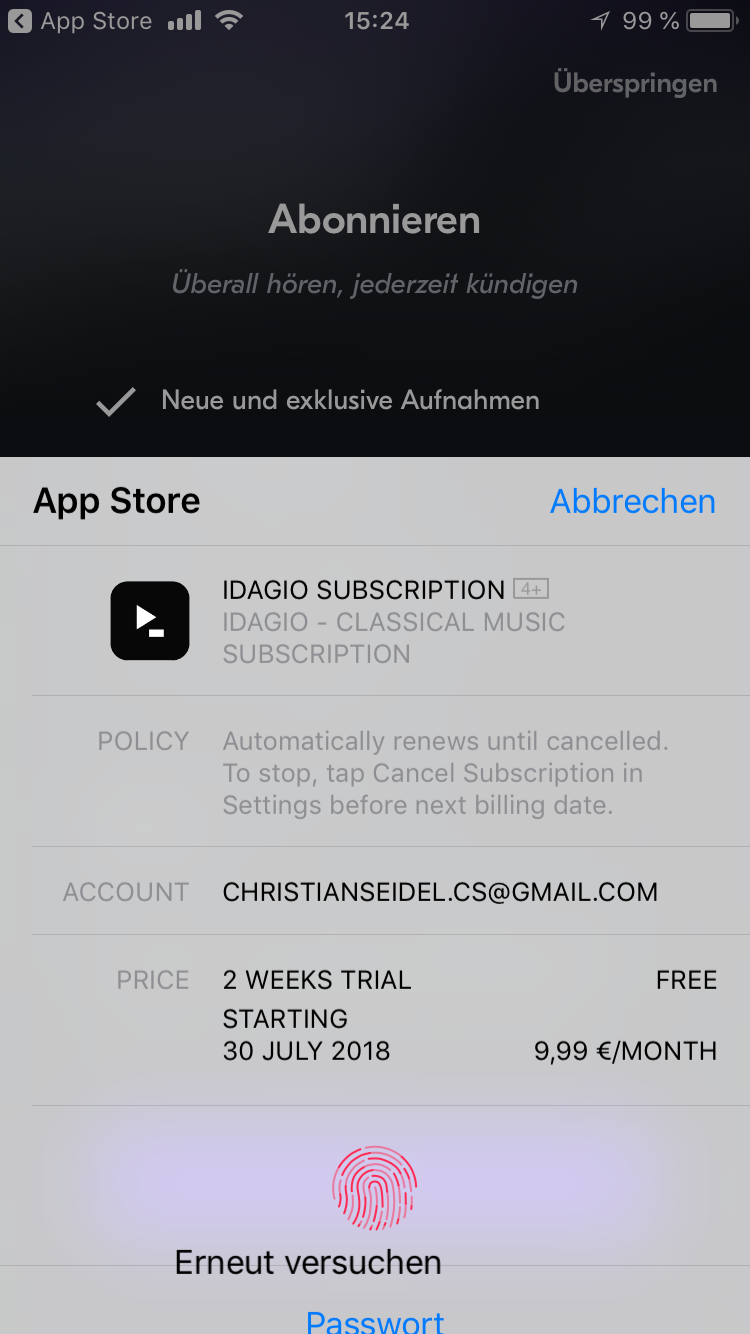 App Store 15:24 99 %
Überspringen
Abonnieren
Überall hören, jederzeit kündigen
Neue und exklusive Aufnahmen
App Store Abbrechen
IDAGIO SUBSCRIPTION 4+
IDAGIO - CLASSICAL MUSIC
SUBSCRIPTION
POLICY Automatically renews until cancelled.
To stop, tap Cancel Subscription in
Settings before next billing date.
ACCOUNT CHRISTIANSEIDEL.CS@GMAIL.COM
PRICE 2 WEEKS TRIAL FREE
STARTING
30 JULY 2018 9,99 €/MONTH
Erneut versuchen
Passwort